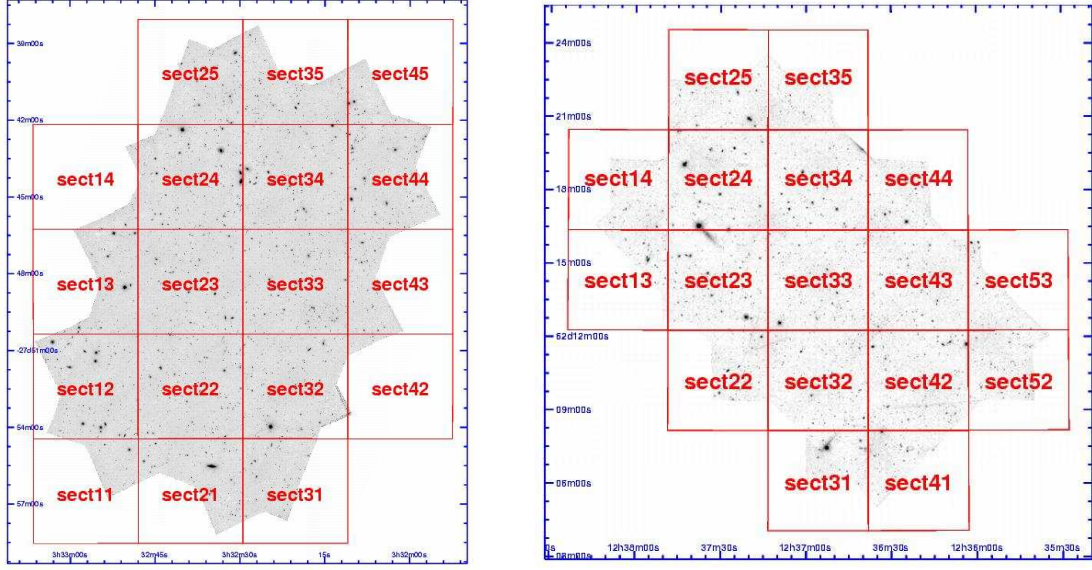 39m00s
sect25 sect35 sect45
42m00s
sect14 sect24 sect34 sect44
45m00s
sect13 sect23 sect33 sect43
48m00s
-27d51m00s
sect12 sect22 sect32 sect42
54m00s
sect11 sect21 sect31
57m00s
3h33m00s 32m45s 3h32m30s 15s 3h32m00s
24m00s
sect25 sect35
21m00s
sect14 sect24 sect34 sect44
18m00s
15m00s
sect13 sect23 sect33 sect43 sect53
62d12m00s
sect22 sect32 sect42 sect52
09m00s
sect31 sect41
06m00s
12h38m00s 37m30s 12h37m00s 36m30s 12h36m00s 35m30s